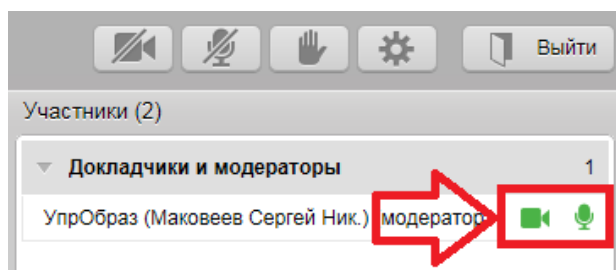 Выйти
Участники (2)
Докладчики и модераторы 1
УпрОбраз (Маковеев Сергей Ник.) модератор